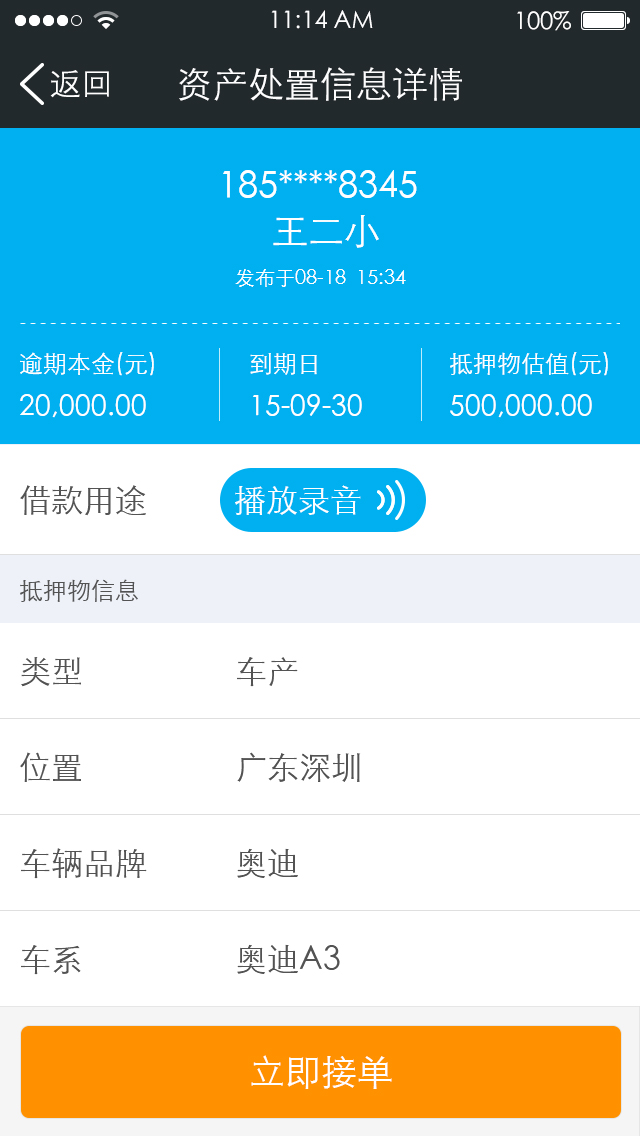 11:14 AM 100%
返回 资产处置信息详情
185****8345
王二小
发布于08-18 15:34
逾期本金(元) 到期日 抵押物估值(元)
20,000.00 15-09-30 500,000.00
借款用途 播放录音
抵押物信息
类型 车产
位置 广东深圳
车辆品牌 奥迪
车系 奥迪A3
立即接单